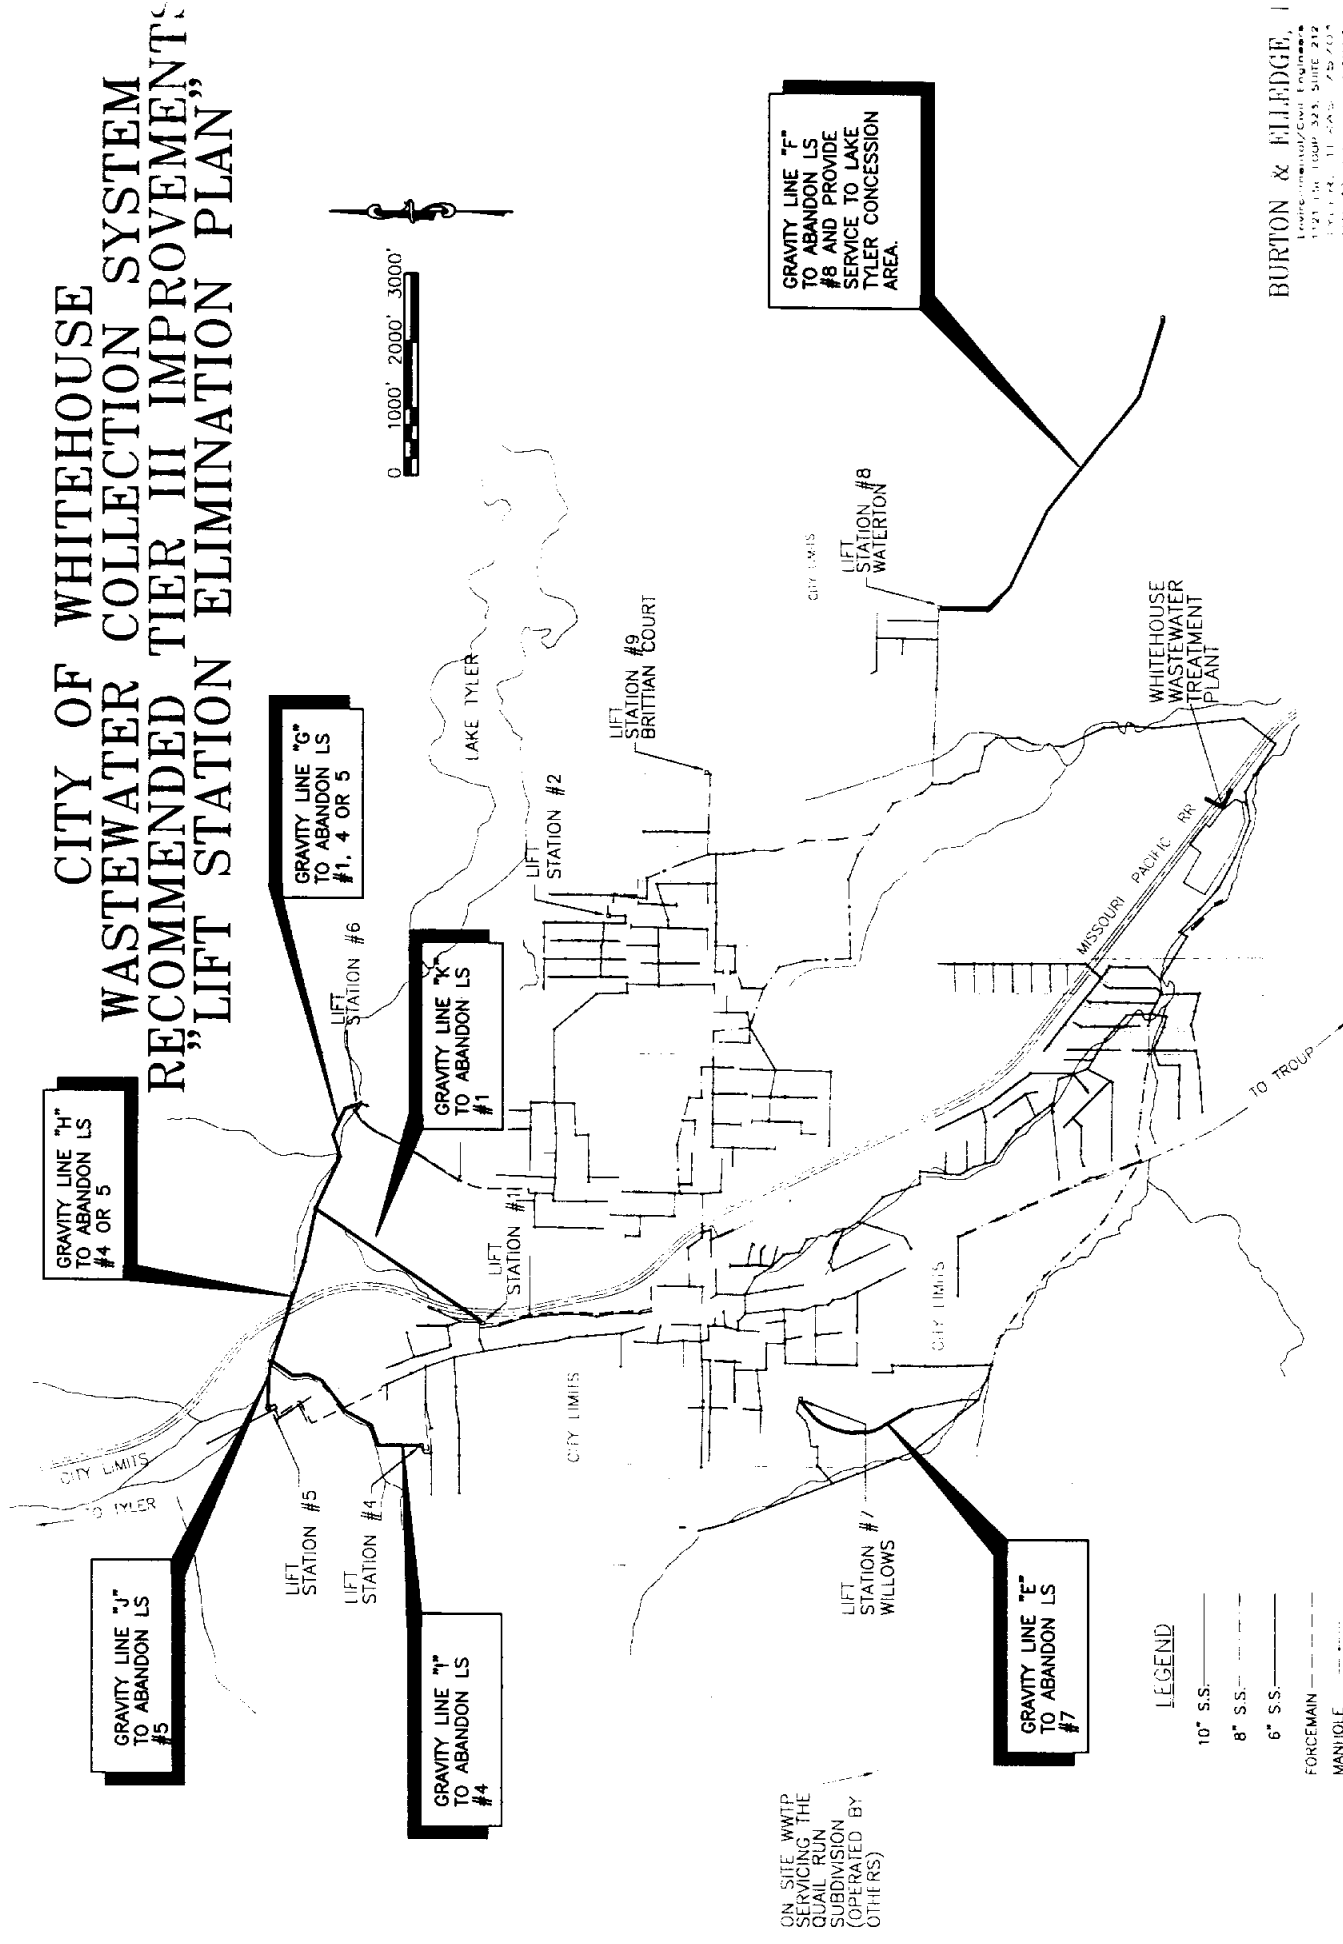 CITY OF WHITEHOUSE
WASTEWATER COLLECTION SYSTEM
RECOMMENDED TIER III IMPROVEMENTS
"LIFT STATION ELIMINATION PLAN"
0 1000' 2000' 3000'
GRAVITY LINE "H"
TO ABANDON LS
#4 OR 5
GRAVITY LINE "G"
TO ABANDON LS
#1, 4 OR 5
GRAVITY LINE "K"
TO ABANDON LS
#1
GRAVITY LINE "F"
TO ABANDON LS
#8 AND PROVIDE
SERVICE TO LAKE
TYLER CONCESSION
AREA.
GRAVITY LINE "J"
TO ABANDON LS
#5
GRAVITY LINE "I"
TO ABANDON LS
#4
GRAVITY LINE "E"
TO ABANDON LS
#7
CITY LIMITS
TO TYLER
LIFT
STATION #5
LIFT
STATION #4
LIFT
STATION #6
LIFT
STATION #1
LAKE TYLER
LIFT
STATION #2
LIFT
STATION #9
BRITTIAN COURT
CITY LIMITS
LIFT
STATION #8
WATERTON
CITY LIMITS
CITY LIMITS
LIFT
STATION #7
WILLOWS
MISSOURI PACIFIC RR
WHITEHOUSE
WASTEWATER
TREATMENT
PLANT
TO TROUP
ON SITE WWTP
SERVICING THE
QUAIL RUN
SUBDIVISION
(OPERATED BY
OTHERS)
LEGEND
10" S.S.
8" S.S.
6" S.S.
FORCEMAIN
MANHOLE
BURTON & ELLEDGE,
Environmental/Civil Engineers
LOOP 323, SUITE 212